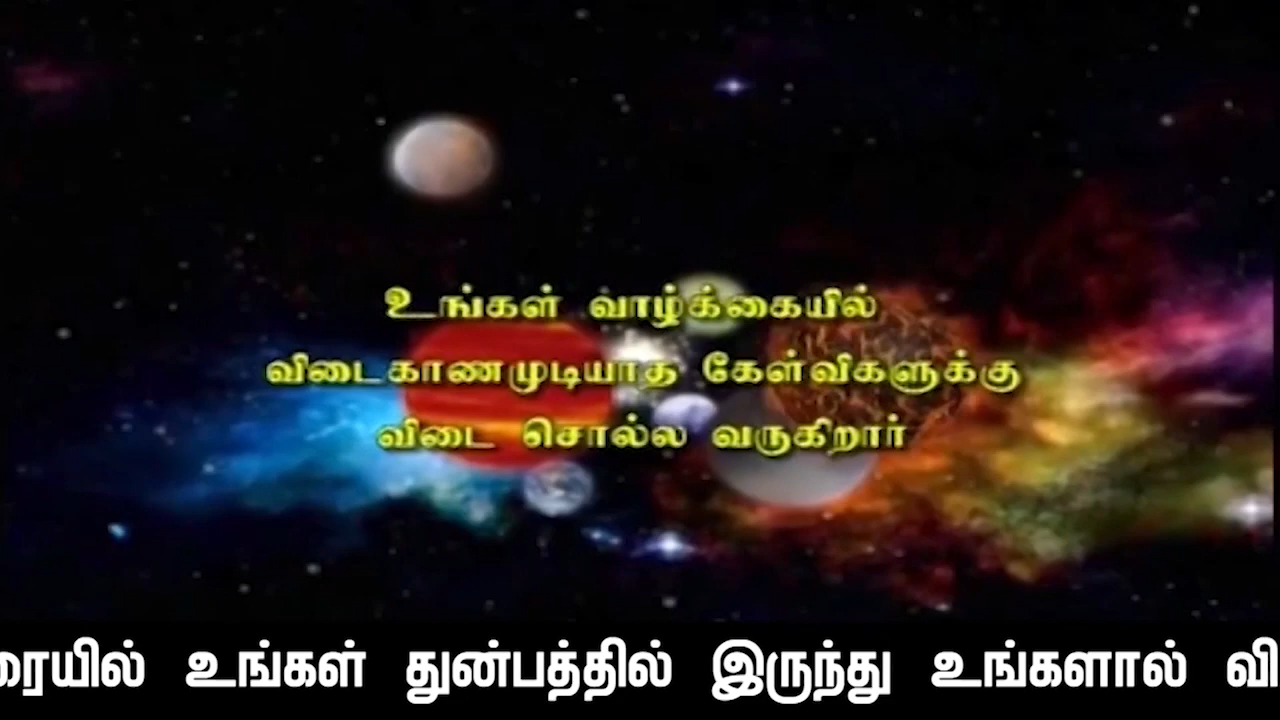 உங்கள் வாழ்க்கையில்
விடைகாணமுடியாத கேள்விகளுக்கு
விடை சொல்ல வருகிறார்
ரையில் உங்கள் துன்பத்தில் இருந்து உங்களால் வி